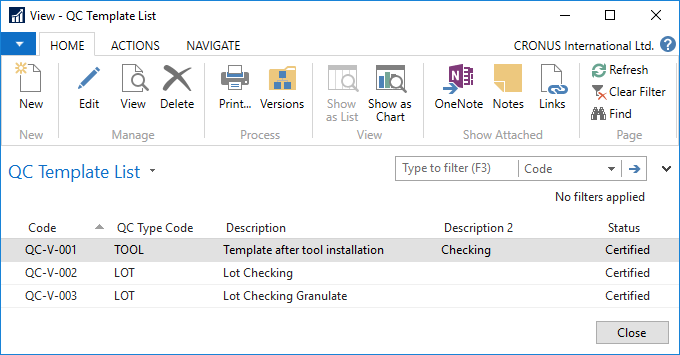 View - QC Template List
HOME ACTIONS NAVIGATE CRONUS International Ltd. ?
New Edit View Delete Print... Versions Show as List Show as Chart OneNote Notes Links Refresh
Clear Filter
Find
New Manage Process View Show Attached Page
QC Template List Type to filter (F3) Code
No filters applied
Code QC Type Code Description Description 2 Status
QC-V-001 TOOL Template after tool installation Checking Certified
QC-V-002 LOT Lot Checking Certified
QC-V-003 LOT Lot Checking Granulate Certified
Close